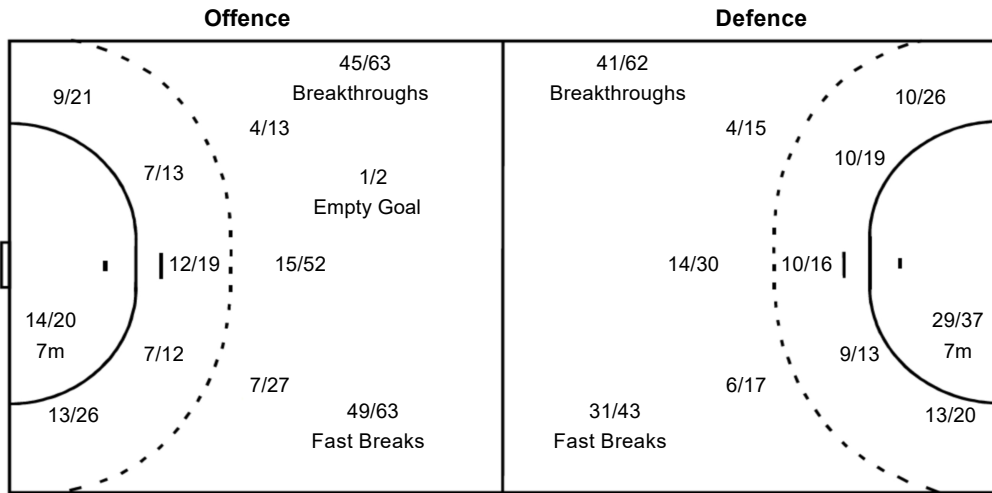 Offence
Defence
45/63
Breakthroughs
41/62
Breakthroughs
9/21
10/26
4/13
4/15
7/13
10/19
1/2
Empty Goal
12/19
15/52
14/30
10/16
14/20
7m
29/37
7m
7/12
9/13
7/27
6/17
13/26
13/20
49/63
Fast Breaks
31/43
Fast Breaks